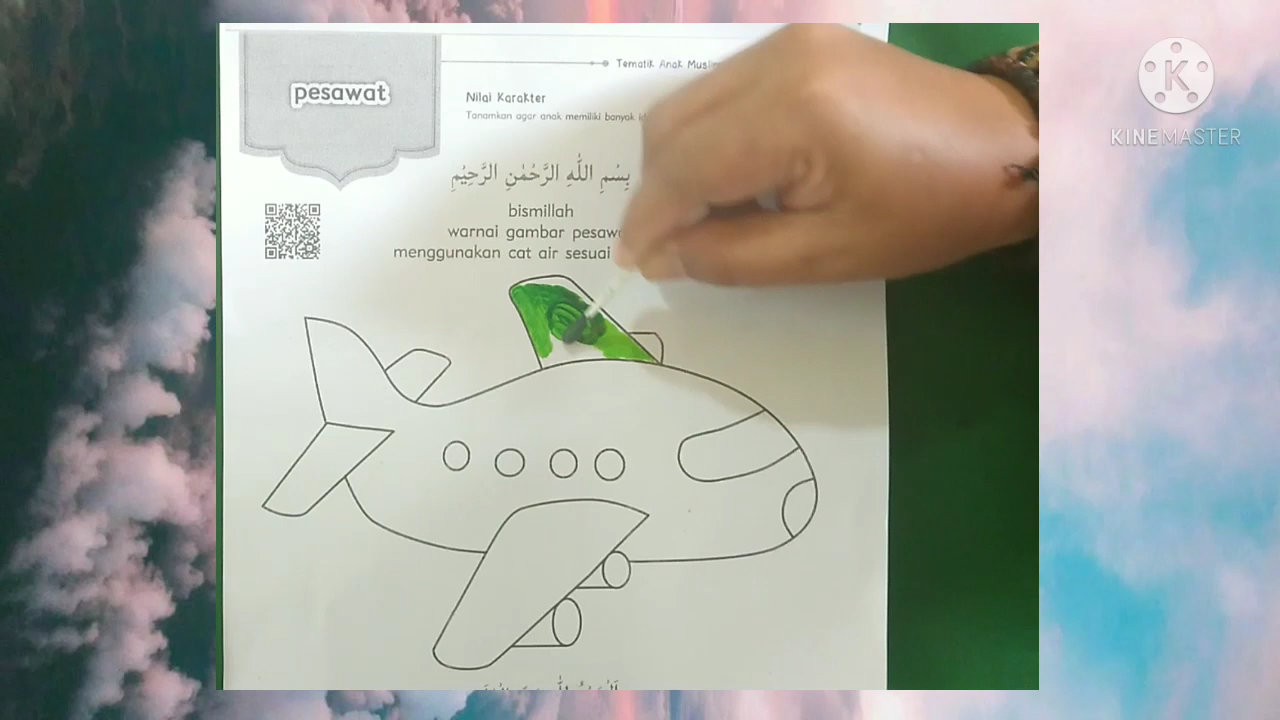 pesawat
Tematik Anak Muslim
Nilai Karakter
Tanamkan agar anak memiliki banyak
بِسْمِ اللّٰهِ الرَّحْمٰنِ الرَّحِيْمِ
bismillah
warnai gambar
menggunakan cat air sesuai
KINEMASTER